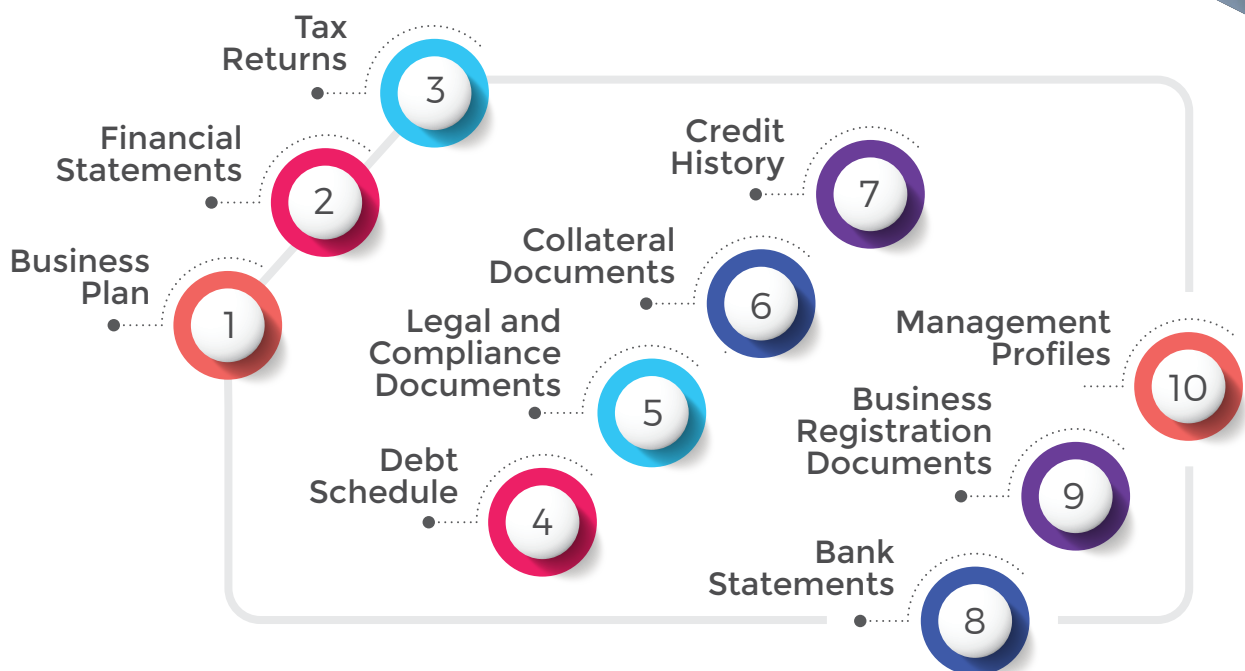 Business
Plan
1
Financial
Statements
2
Tax
Returns
3
Debt
Schedule
4
Legal and
Compliance
Documents
5
Collateral
Documents
6
Credit
History
7
Bank
Statements
8
Business
Registration
Documents
9
Management
Profiles
10